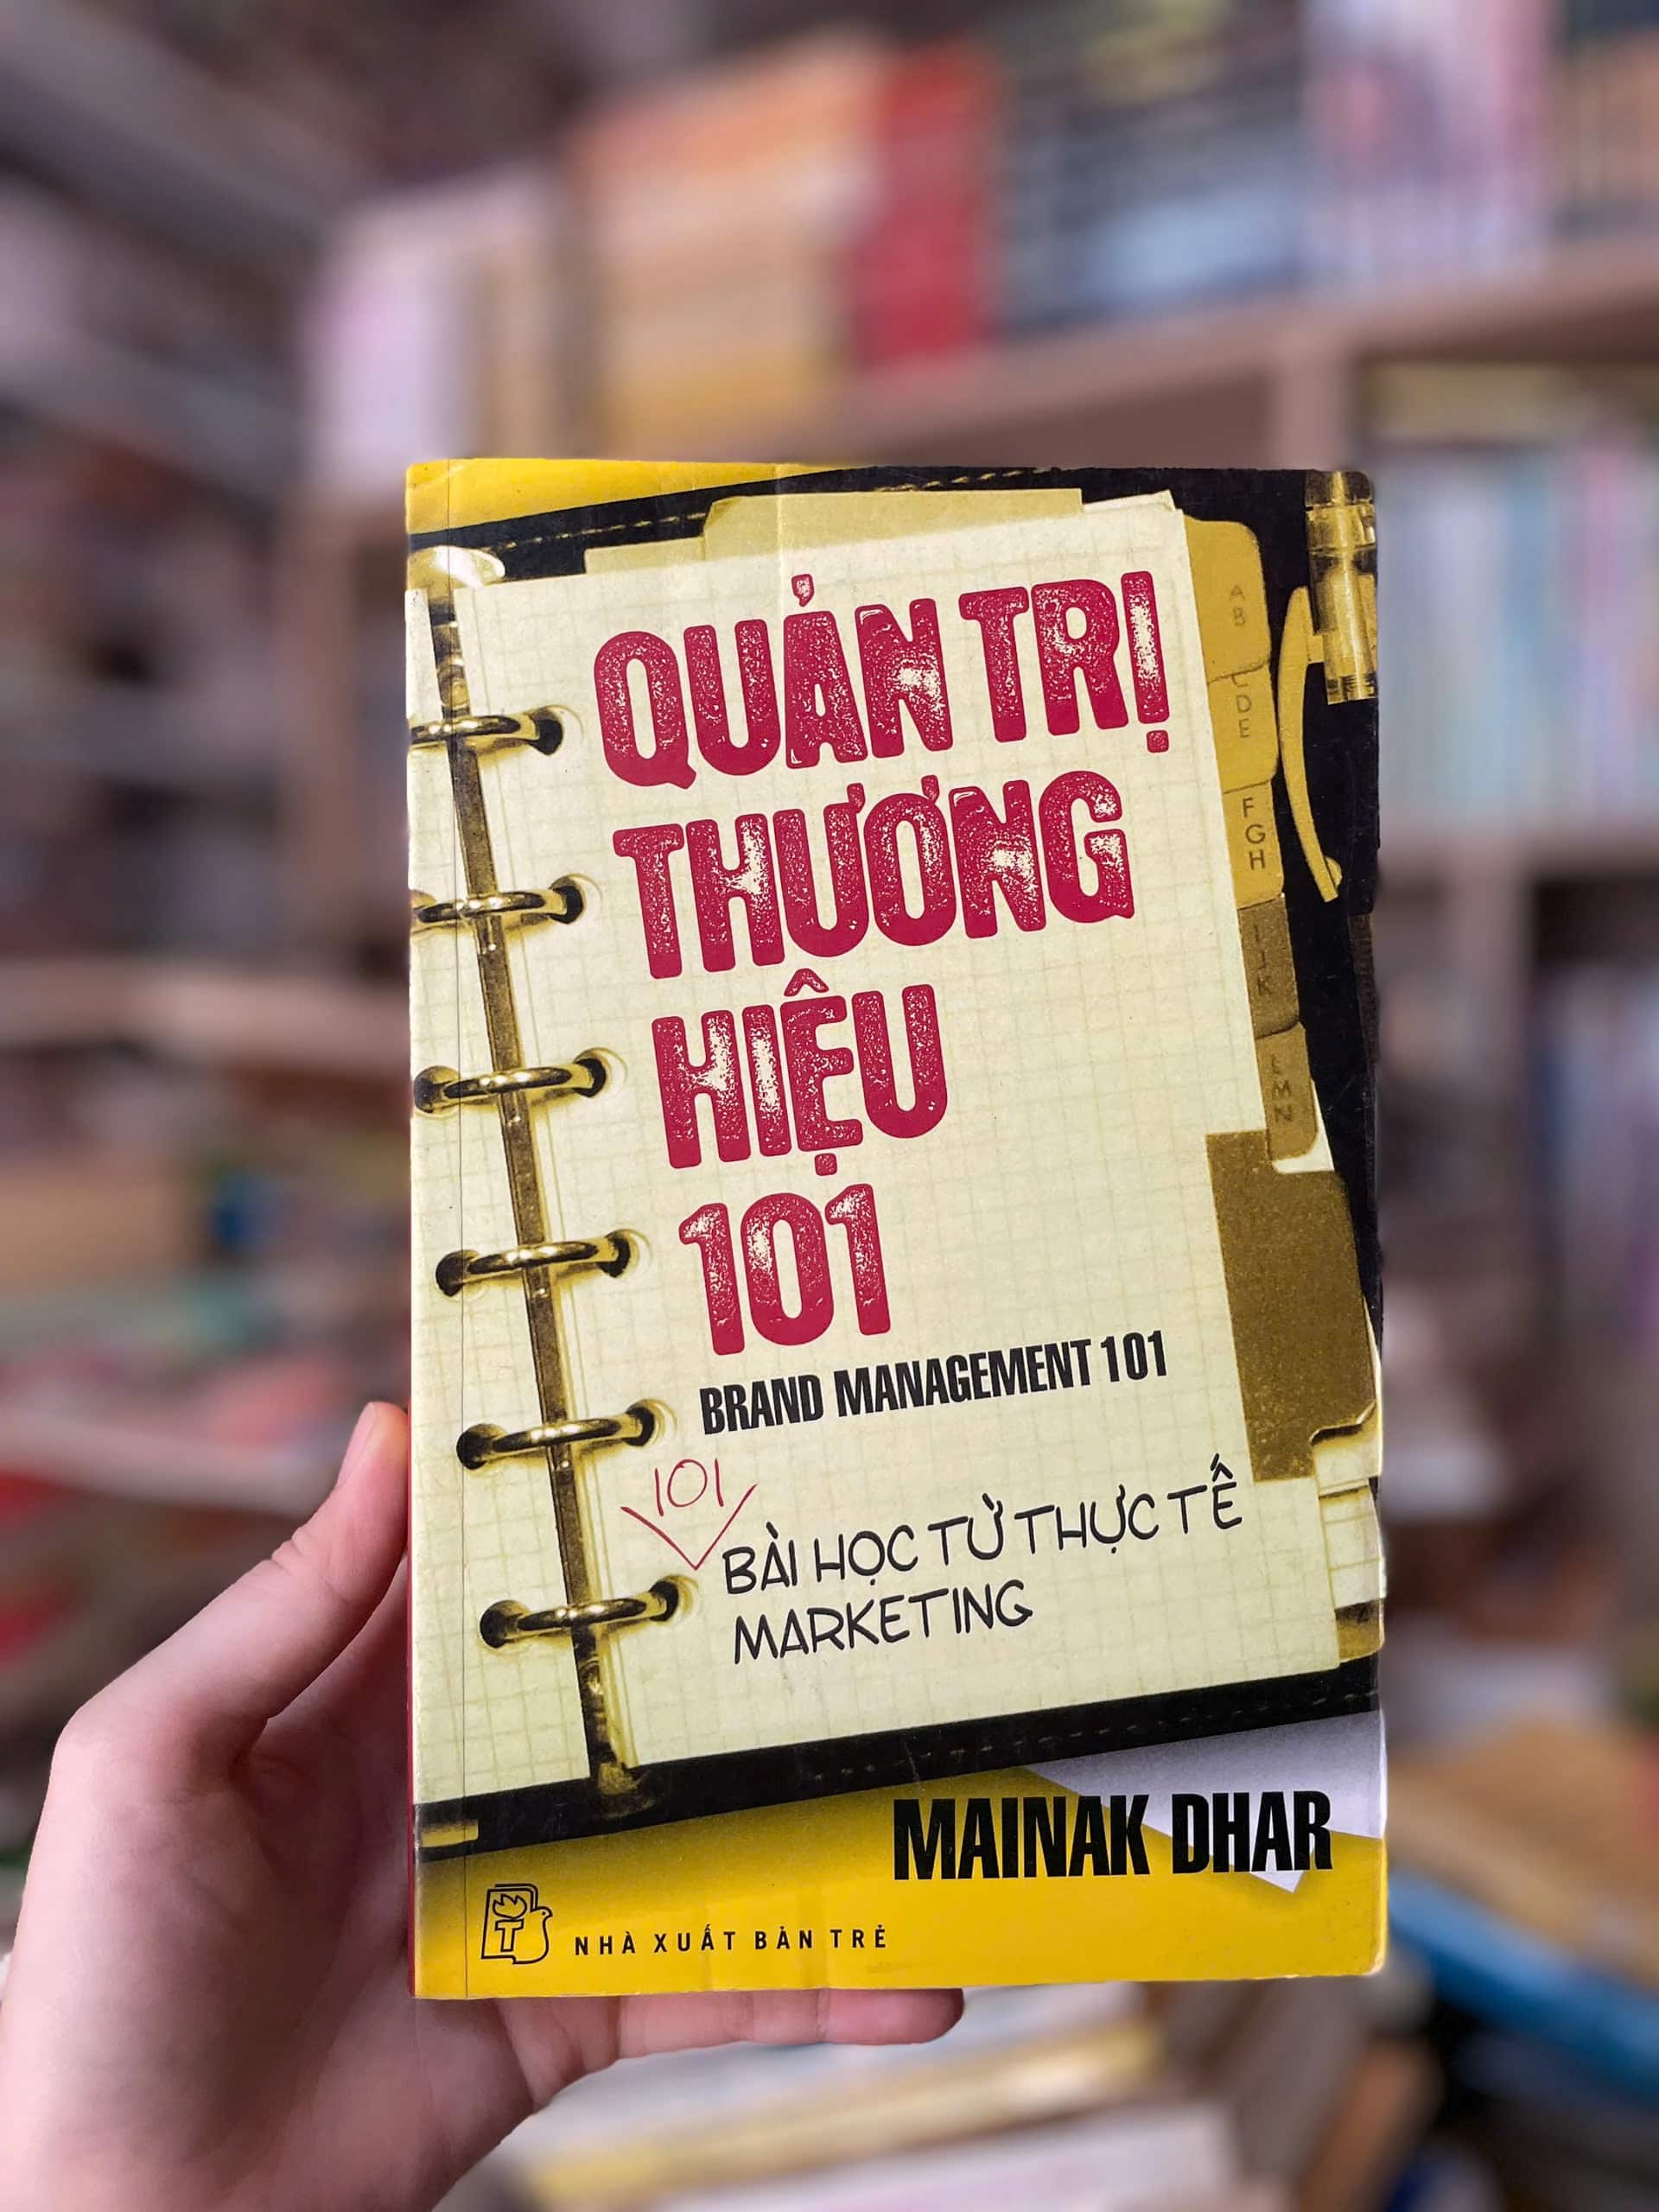 QUẢN TRỊ
THƯƠNG
HIỆU
101
BRAND MANAGEMENT 101
101
BÀI HỌC TỪ THỰC TẾ
MARKETING
MAINAK DHAR
T
NHÀ XUẤT BẢN TRẺ
A
B
C
D
E
F
G
H
I
J
K
L
M
N